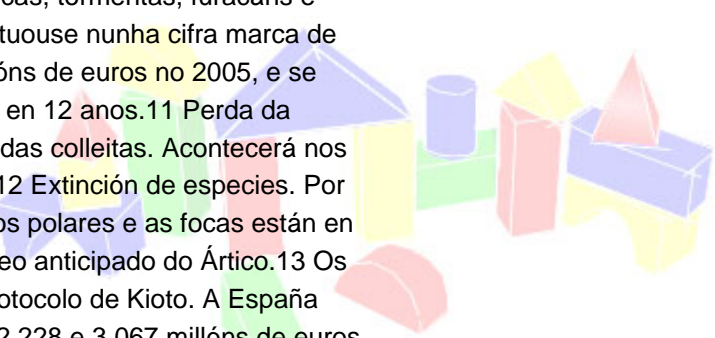 cas, tormentas, furacáns e
tuouse nunha cifra marca de
óns de euros no 2005, e se
en 12 anos.11 Perda da
das colleitas. Acontecerá nos
12 Extinción de especies. Por
os polares e as focas están en
eo anticipado do Ártico.13 Os
otocolo de Kioto. A España
2.228 e 3.067 millóns de euros